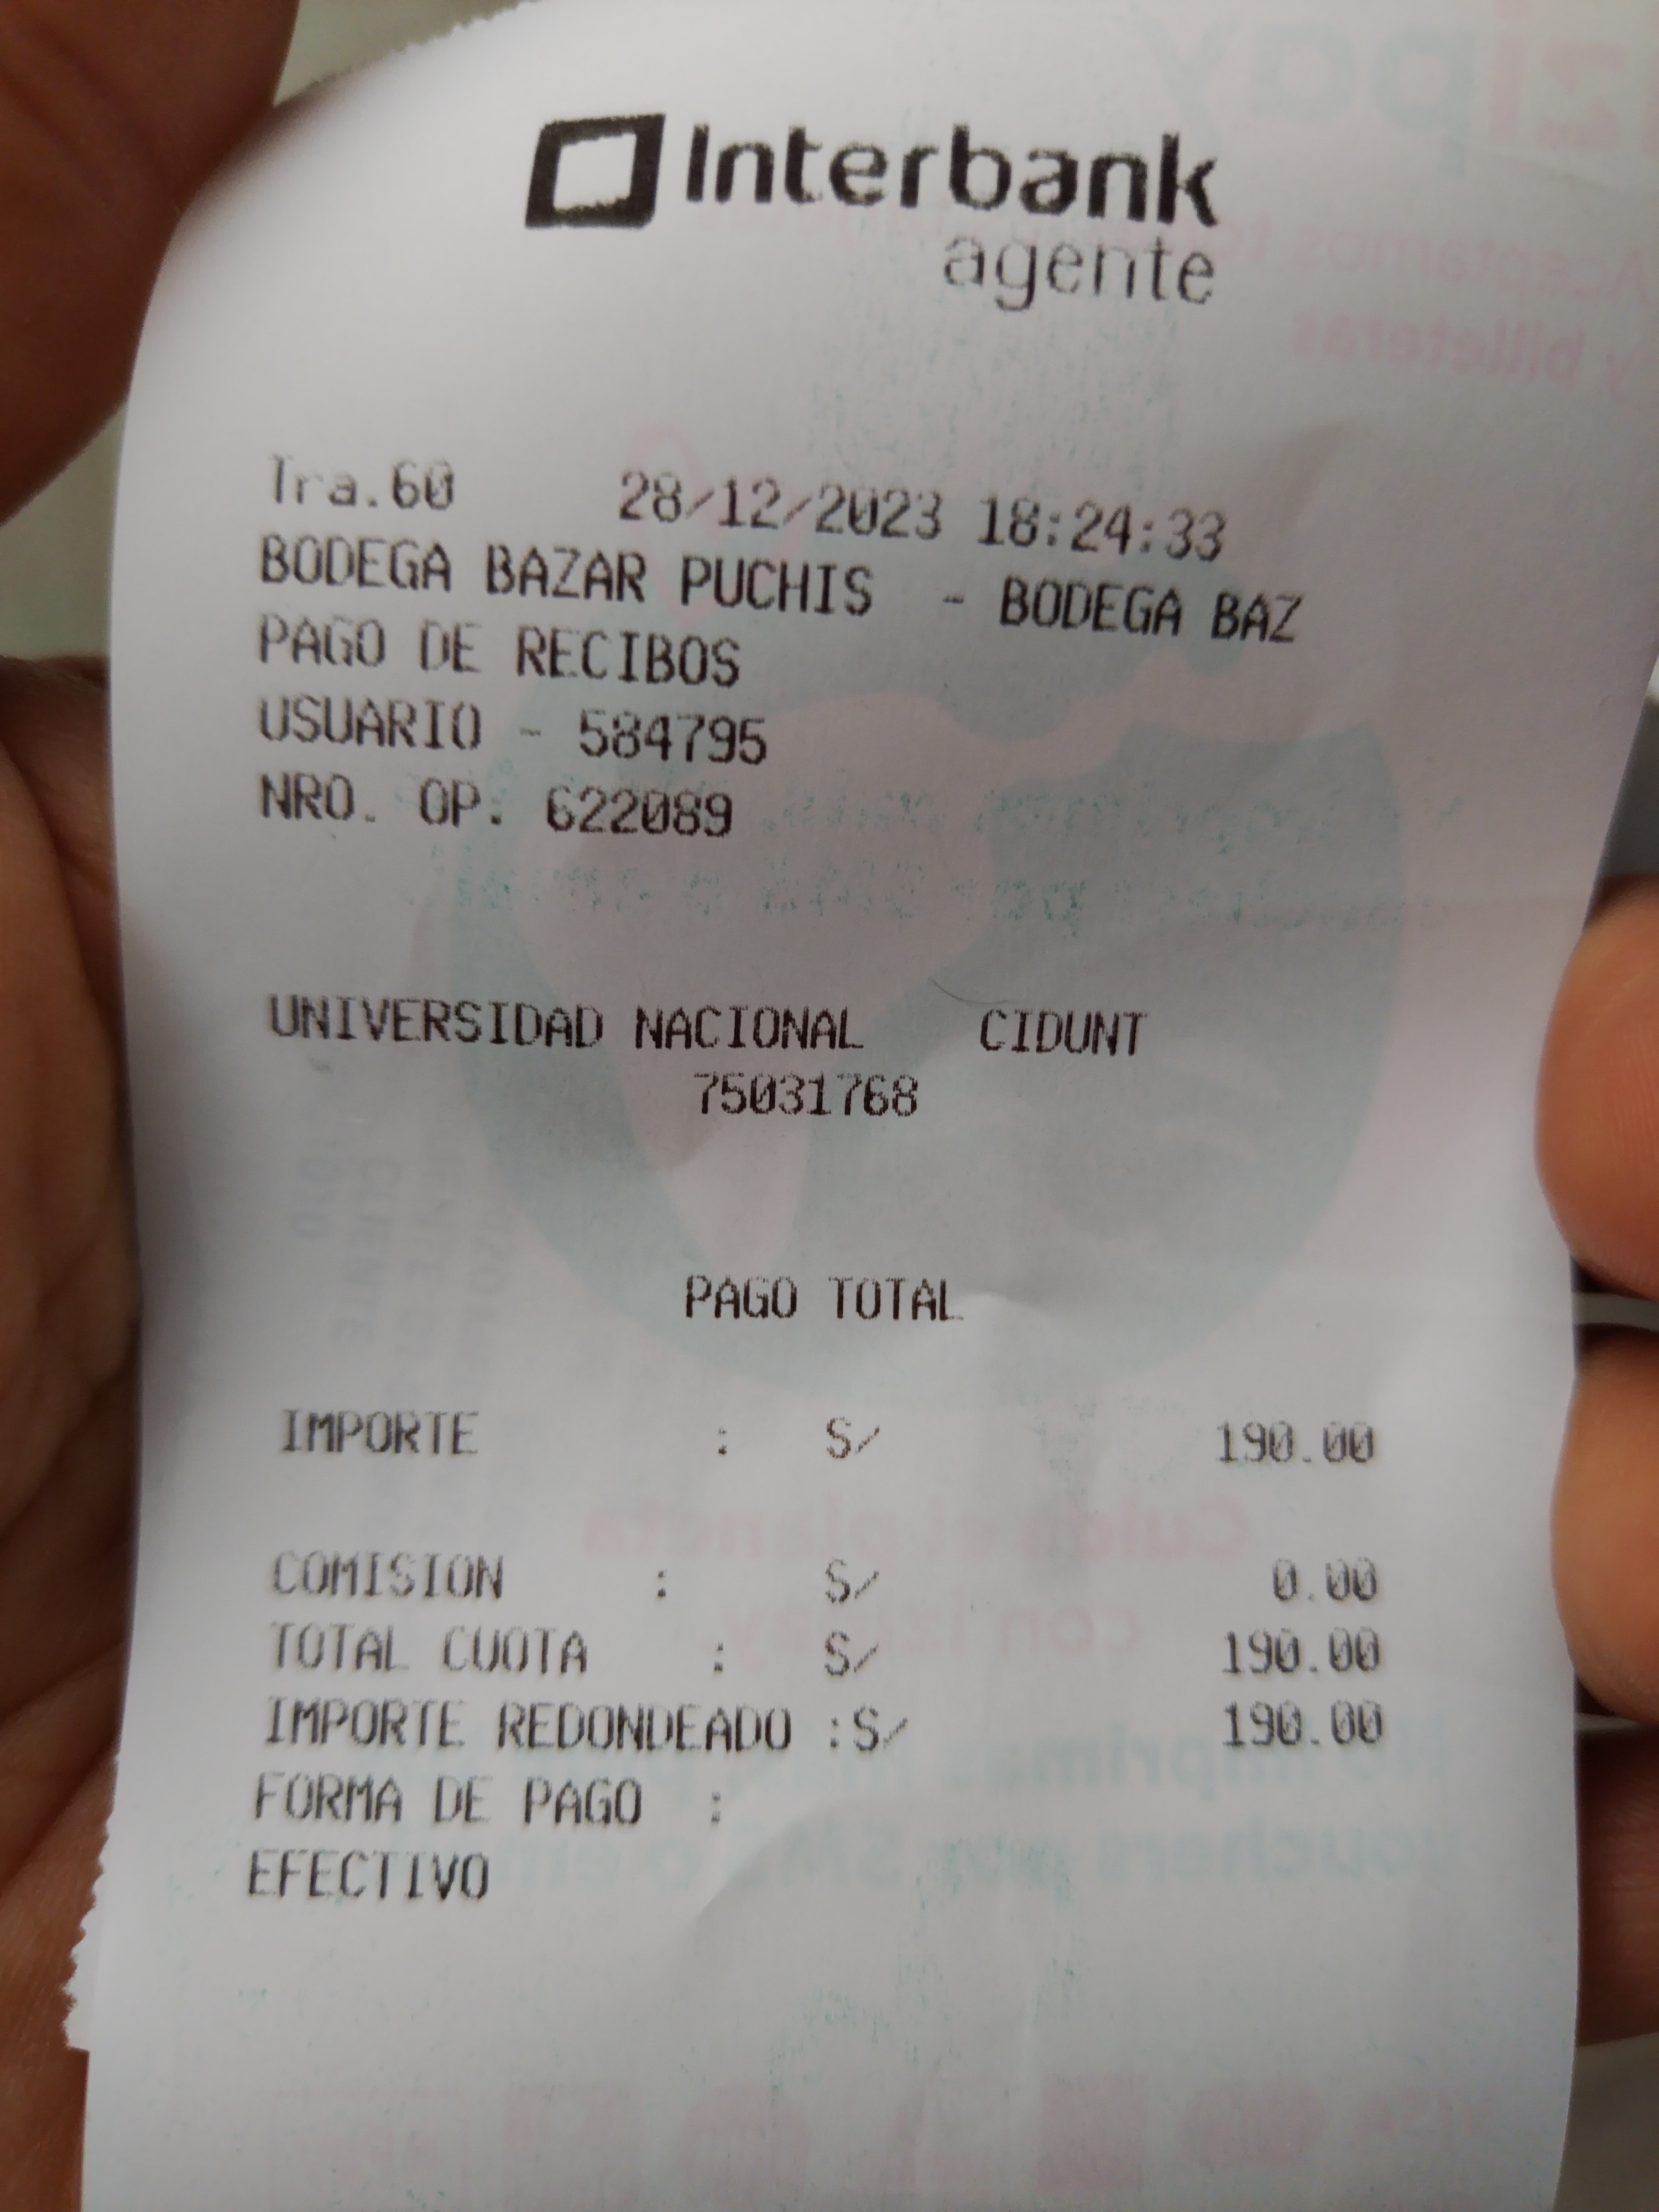 Interbank
agente
Tra.60 28/12/2023 18:24:33
BODEGA BAZAR PUCHIS - BODEGA BAZ
PAGO DE RECIBOS
USUARIO - 584795
NRO. OP. 622089
UNIVERSIDAD NACIONAL CIDUNT
75031768
PAGO TOTAL
IMPORTE : S/ 190.00
COMISION : S/ 0.00
TOTAL CUOTA : S/ 190.00
IMPORTE REDONDEADO :S/ 190.00
FORMA DE PAGO :
EFECTIVO